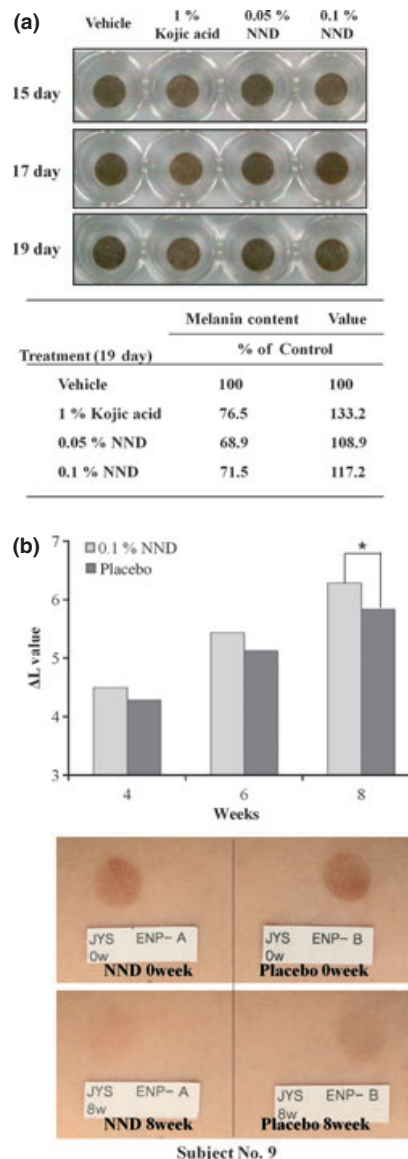 (a)
Vehicle 1 % Kojic acid 0.05 % NND 0.1 % NND
15 day
17 day
19 day
Melanin content Value
Treatment (19 day) % of Control
Vehicle 100 100
1 % Kojic acid 76.5 133.2
0.05 % NND 68.9 108.9
0.1 % NND 71.5 117.2
(b)
0.1 % NND
Placebo
*
ΔL value
7
6
5
4
3
4 6 8
Weeks
JYS ENP-A
0w
NND 0week
JYS ENP-B
0w
Placebo 0week
JYS ENP-A
8w
NND 8week
JYS ENP-B
8w
Placebo 8week
Subject No. 9